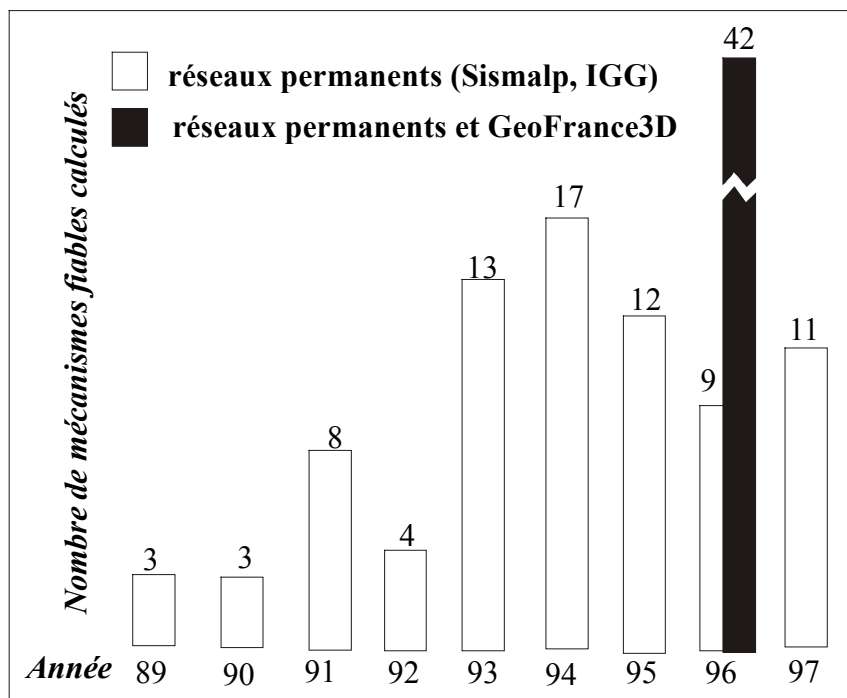 42
réseaux permanents (Sismalp, IGG)
réseaux permanents et GeoFrance3D
Nombre de mécanismes fiables calculés
3 3 8 4 13 17 12 9 11
Année 89 90 91 92 93 94 95 96 97